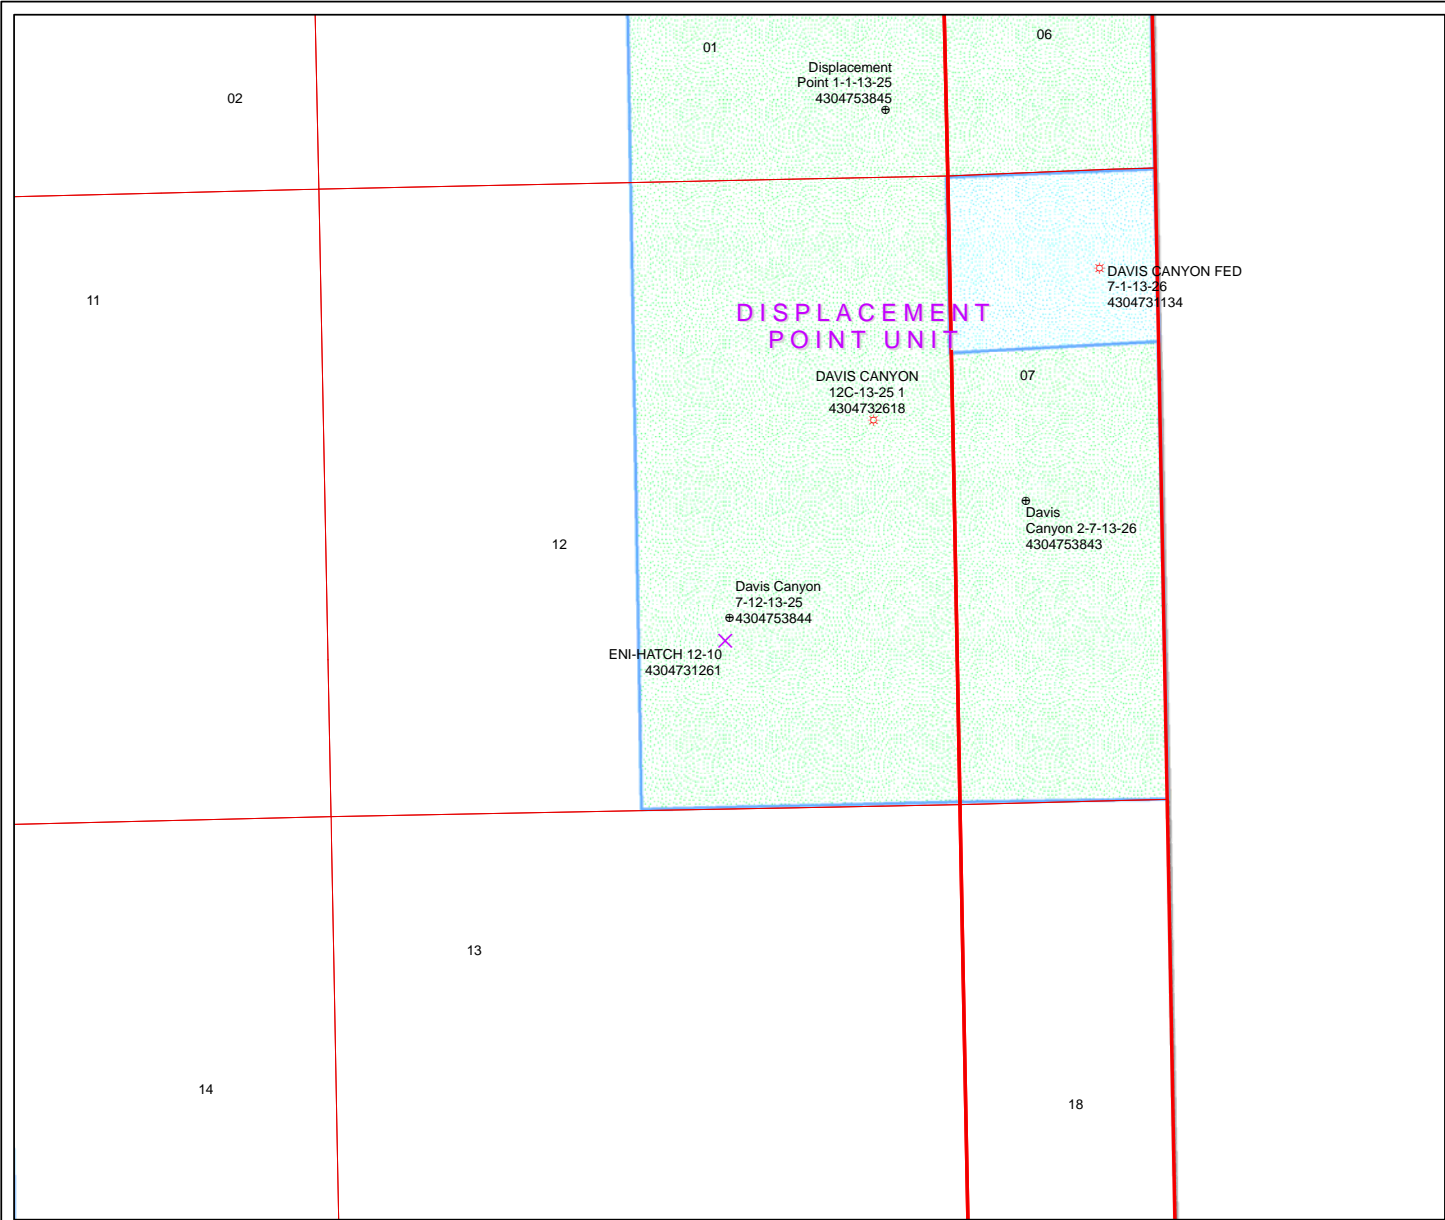 01
06
02
Displacement
Point 1-1-13-25
4304753845
11
DAVIS CANYON FED
7-1-13-26
4304731134
DISPLACEMENT
POINT UNIT
DAVIS CANYON
12C-13-25 1
4304732618
07
12
Davis
Canyon 2-7-13-26
4304753843
Davis Canyon
7-12-13-25
4304753844
ENI-HATCH 12-10
4304731261
13
14
18